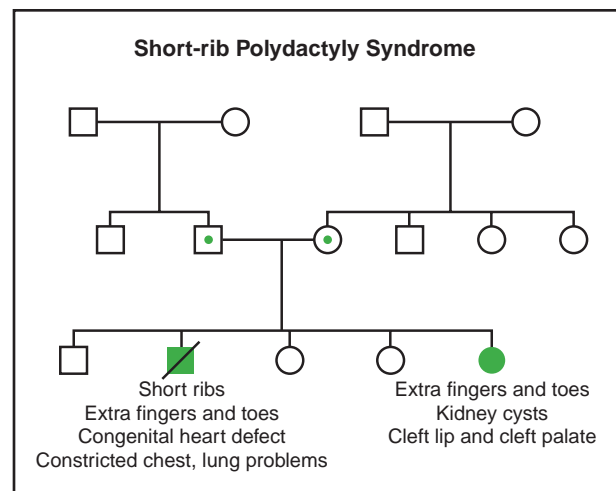 Short-rib Polydactyly Syndrome
Short ribs
Extra fingers and toes
Congenital heart defect
Constricted chest, lung problems
Extra fingers and toes
Kidney cysts
Cleft lip and cleft palate